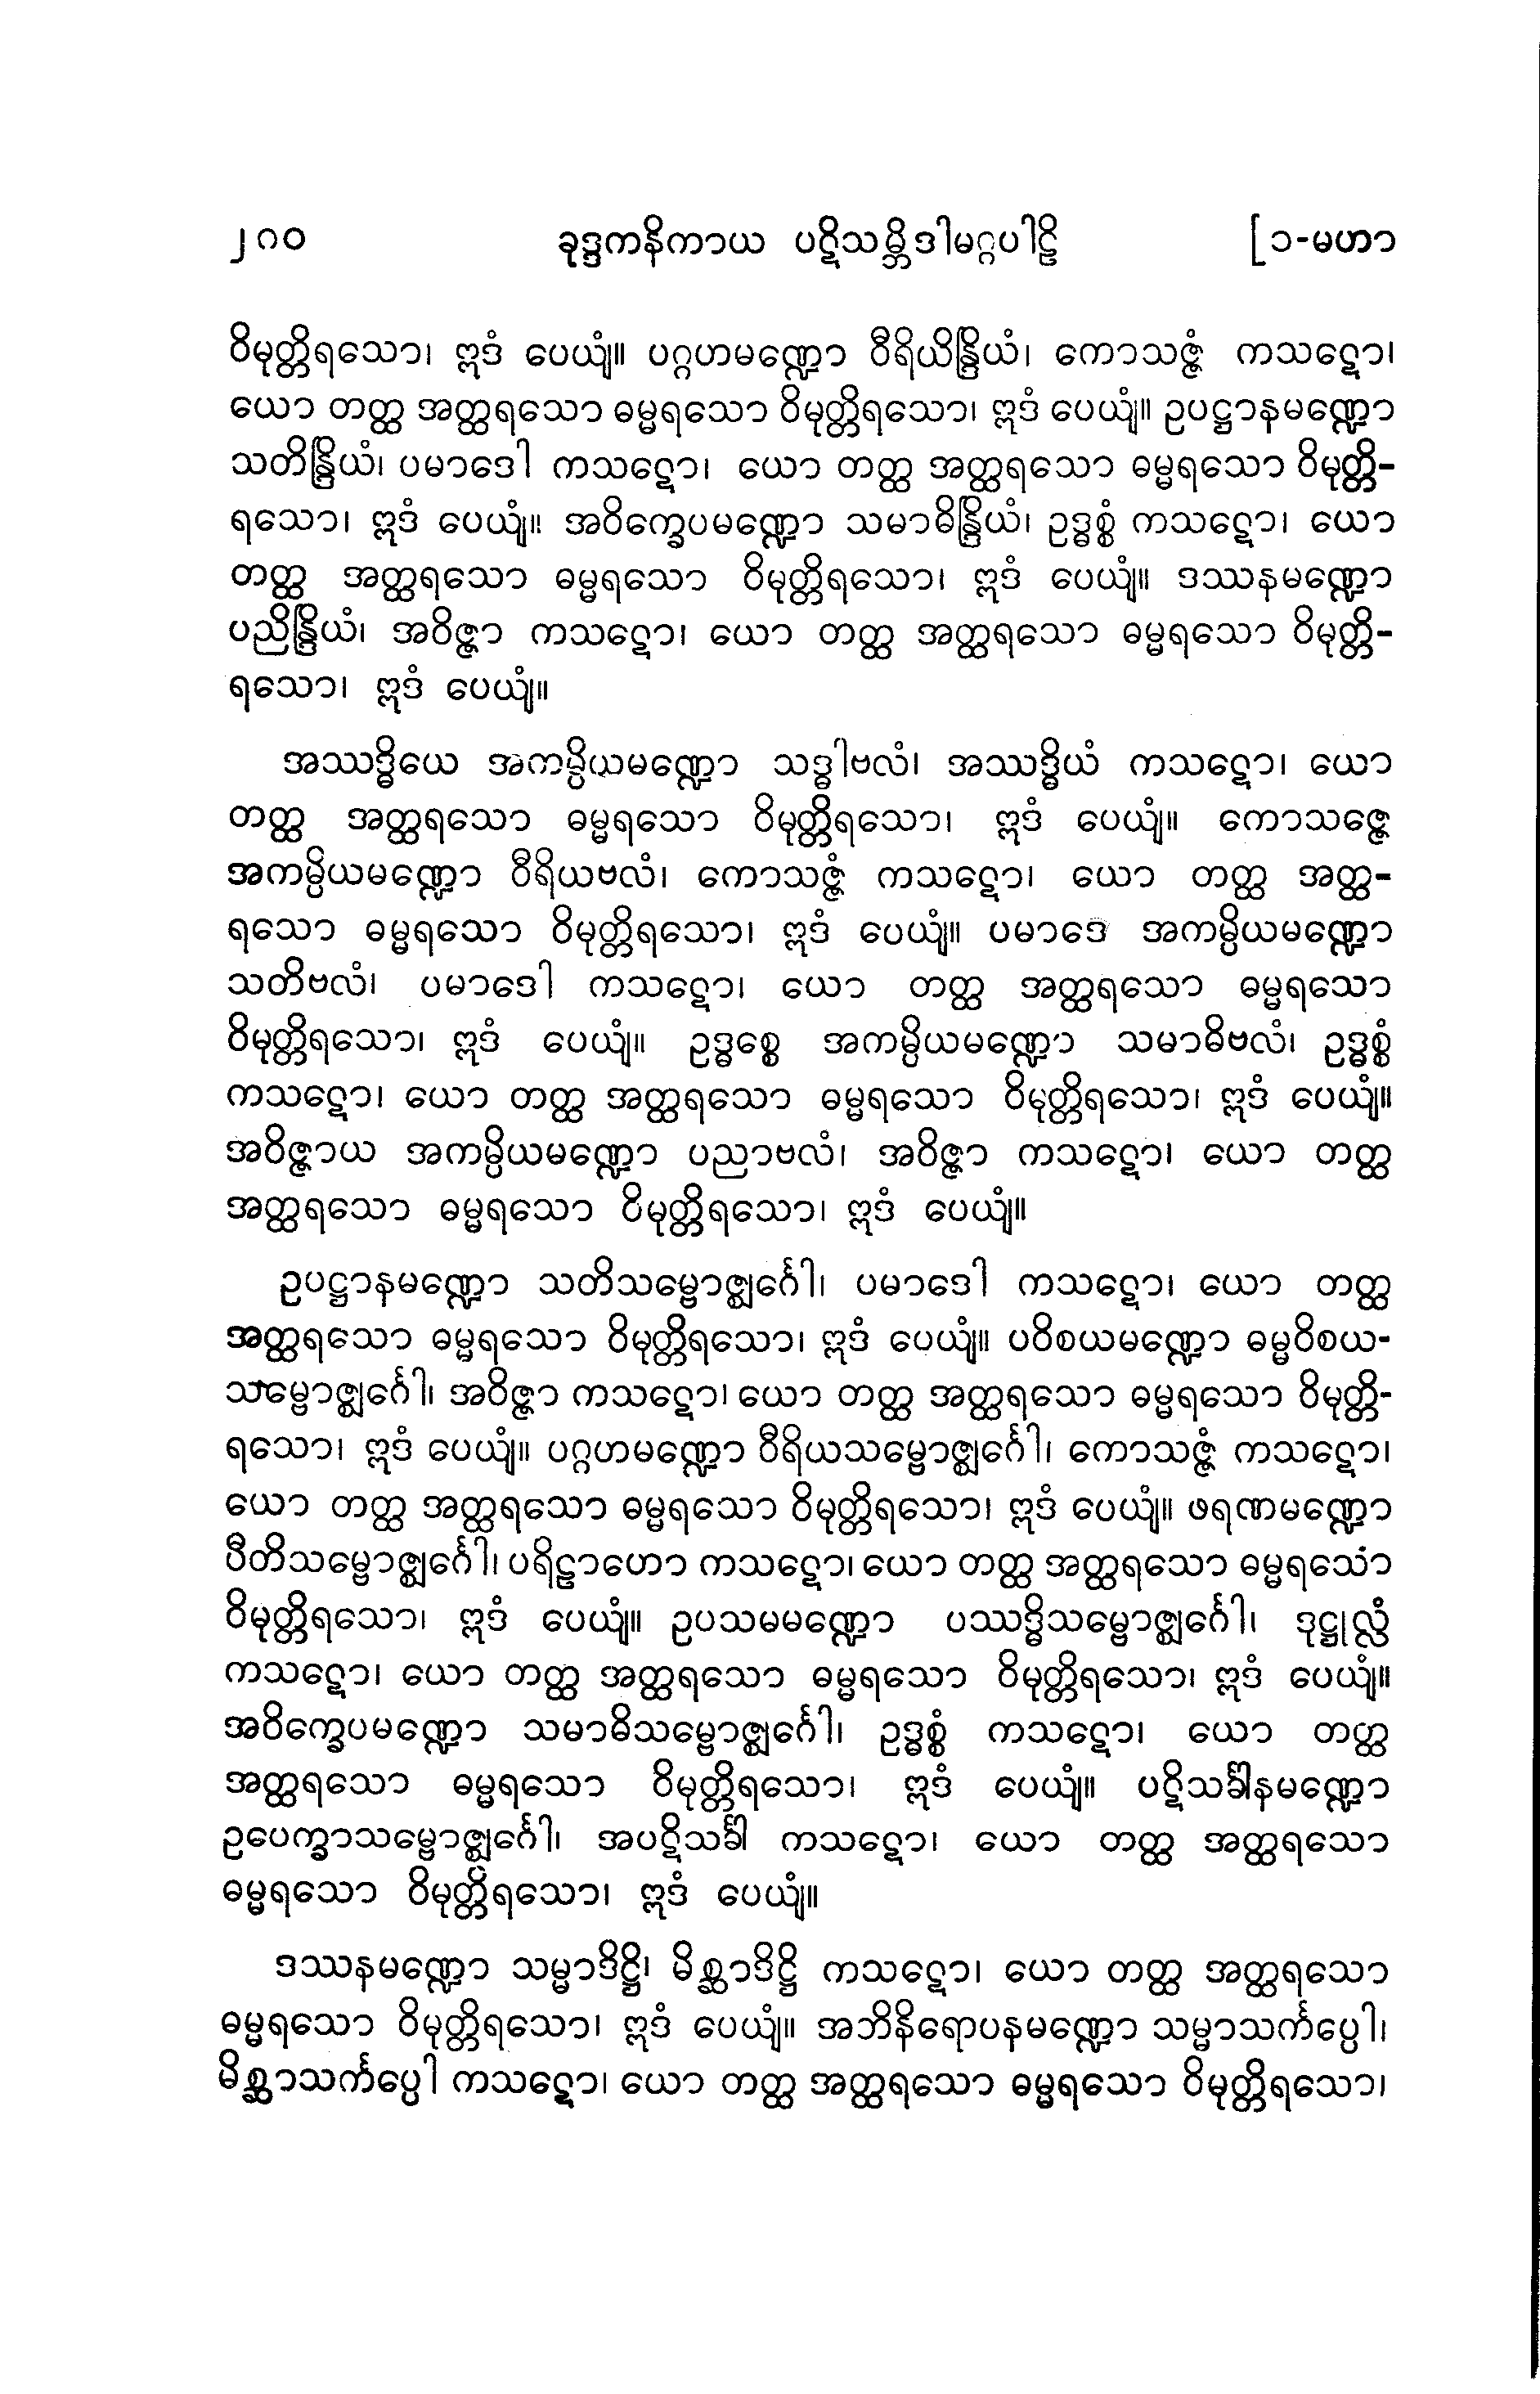 ၂၈၀ ခုဒ္ဒကနိကာယ ပဋိသမ္ဘိဒါမဂ္ဂပါဠိ [၁-မဟာ
ဝိမုတ္တိရသော၊ ဣဒံ ပေယျံ။ ပဂ္ဂဟမဏ္ဍော ဝီရိယိန္ဒြိယံ၊ ကောသဇ္ဇံ ကသဋော၊
ယော တတ္ထ အတ္ထရသော ဓမ္မရသော ဝိမုတ္တိရသော၊ ဣဒံ ပေယျံ။ ဥပဋ္ဌာနမဏ္ဍော
သတိန္ဒြိယံ၊ ပမာဒေါ ကသဋော၊ ယော တတ္ထ အတ္ထရသော ဓမ္မရသော ဝိမုတ္တိ-
ရသော၊ ဣဒံ ပေယျံ။ အဝိက္ခေပမဏ္ဍော သမာဓိန္ဒြိယံ၊ ဥဒ္ဓစ္စံ ကသဋော၊ ယော
တတ္ထ အတ္ထရသော ဓမ္မရသော ဝိမုတ္တိရသော၊ ဣဒံ ပေယျံ။ ဒဿနမဏ္ဍော
ပညိန္ဒြိယံ၊ အဝိဇ္ဇာ ကသဋော၊ ယော တတ္ထ အတ္ထရသော ဓမ္မရသော ဝိမုတ္တိ-
ရသော၊ ဣဒံ ပေယျံ။
အဿဒ္ဓိယေ အကမ္ပိယမဏ္ဍော သဒ္ဓါဗလံ၊ အဿဒ္ဓိယံ ကသဋော၊ ယော
တတ္ထ အတ္ထရသော ဓမ္မရသော ဝိမုတ္တိရသော၊ ဣဒံ ပေယျံ။ ကောသဇ္ဇေ
အကမ္ပိယမဏ္ဍော ဝီရိယဗလံ၊ ကောသဇ္ဇံ ကသဋော၊ ယော တတ္ထ အတ္ထ-
ရသော ဓမ္မရသော ဝိမုတ္တိရသော၊ ဣဒံ ပေယျံ။ ပမာဒေ အကမ္ပိယမဏ္ဍော
သတိဗလံ၊ ပမာဒေါ ကသဋော၊ ယော တတ္ထ အတ္ထရသော ဓမ္မရသော
ဝိမုတ္တိရသော၊ ဣဒံ ပေယျံ။ ဥဒ္ဓစ္စေ အကမ္ပိယမဏ္ဍော သမာဓိဗလံ၊ ဥဒ္ဓစ္စံ
ကသဋော၊ ယော တတ္ထ အတ္ထရသော ဓမ္မရသော ဝိမုတ္တိရသော၊ ဣဒံ ပေယျံ။
အဝိဇ္ဇာယ အကမ္ပိယမဏ္ဍော ပညာဗလံ၊ အဝိဇ္ဇာ ကသဋော၊ ယော တတ္ထ
အတ္ထရသော ဓမ္မရသော ဝိမုတ္တိရသော၊ ဣဒံ ပေယျံ။
ဥပဋ္ဌာနမဏ္ဍော သတိသမ္ဗောဇ္ဈင်္ဂေါ၊ ပမာဒေါ ကသဋော၊ ယော တတ္ထ
အတ္ထရသော ဓမ္မရသော ဝိမုတ္တိရသော၊ ဣဒံ ပေယျံ။ ပဝိစယမဏ္ဍော ဓမ္မဝိစယ-
သမ္ဗောဇ္ဈင်္ဂေါ၊ အဝိဇ္ဇာ ကသဋော၊ ယော တတ္ထ အတ္ထရသော ဓမ္မရသော ဝိမုတ္တိ-
ရသော၊ ဣဒံ ပေယျံ။ ပဂ္ဂဟမဏ္ဍော ဝီရိယသမ္ဗောဇ္ဈင်္ဂေါ၊ ကောသဇ္ဇံ ကသဋော၊
ယော တတ္ထ အတ္ထရသော ဓမ္မရသော ဝိမုတ္တိရသော၊ ဣဒံ ပေယျံ။ ဖရဏမဏ္ဍော
ပီတိသမ္ဗောဇ္ဈင်္ဂေါ၊ ပရိဠာဟော ကသဋော၊ ယော တတ္ထ အတ္ထရသော ဓမ္မရသော
ဝိမုတ္တိရသော၊ ဣဒံ ပေယျံ။ ဥပသမမဏ္ဍော ပဿဒ္ဓိသမ္ဗောဇ္ဈင်္ဂေါ၊ ဒုဋ္ဌုလ္လံ
ကသဋော၊ ယော တတ္ထ အတ္ထရသော ဓမ္မရသော ဝိမုတ္တိရသော၊ ဣဒံ ပေယျံ။
အဝိက္ခေပမဏ္ဍော သမာဓိသမ္ဗောဇ္ဈင်္ဂေါ၊ ဥဒ္ဓစ္စံ ကသဋော၊ ယော တတ္ထ
အတ္ထရသော ဓမ္မရသော ဝိမုတ္တိရသော၊ ဣဒံ ပေယျံ။ ပဋိသင်္ခါနမဏ္ဍော
ဥပေက္ခာသမ္ဗောဇ္ဈင်္ဂေါ၊ အပဋိသင်္ခါ ကသဋော၊ ယော တတ္ထ အတ္ထရသော
ဓမ္မရသော ဝိမုတ္တိရသော၊ ဣဒံ ပေယျံ။
ဒဿနမဏ္ဍော သမ္မာဒိဋ္ဌိ၊ မိစ္ဆာဒိဋ္ဌိ ကသဋော၊ ယော တတ္ထ အတ္ထရသော
ဓမ္မရသော ဝိမုတ္တိရသော၊ ဣဒံ ပေယျံ။ အဘိနိရောပနမဏ္ဍော သမ္မာသင်္ကပ္ပေါ၊
မိစ္ဆာသင်္ကပ္ပေါ ကသဋော၊ ယော တတ္ထ အတ္ထရသော ဓမ္မရသော ဝိမုတ္တိရသော၊